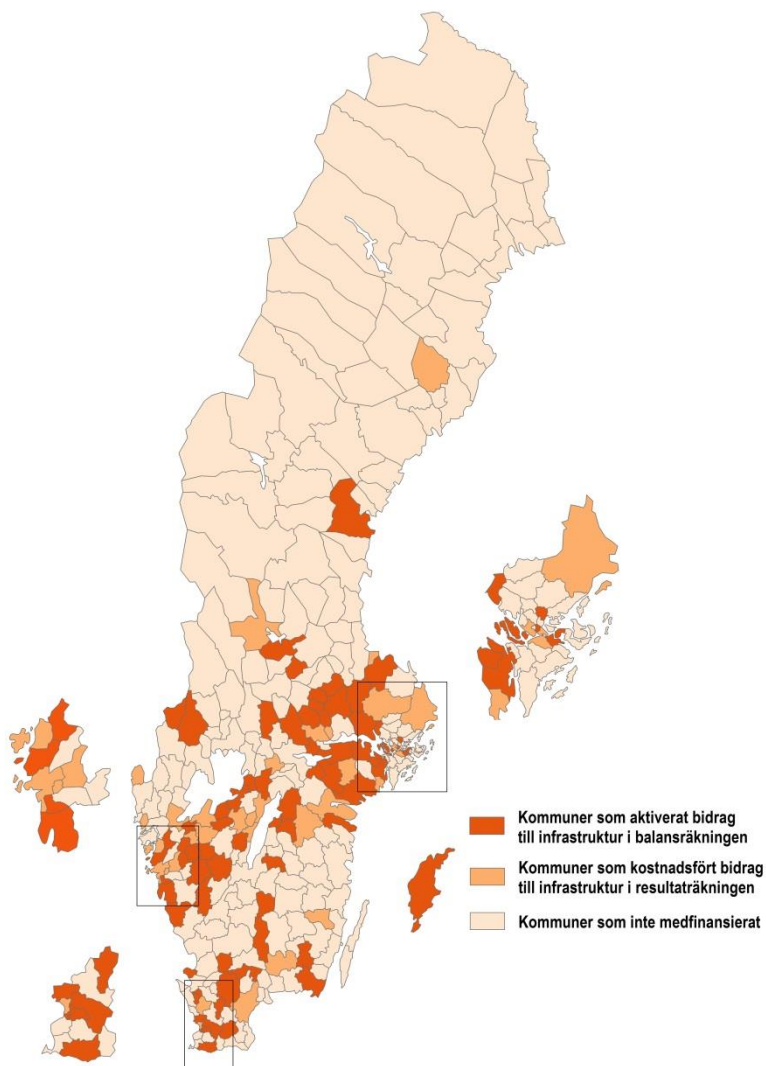 Kommuner som aktiverat bidrag
till infrastruktur i balansräkningen
Kommuner som kostnadsfört bidrag
till infrastruktur i resultaträkningen
Kommuner som inte medfinansierat